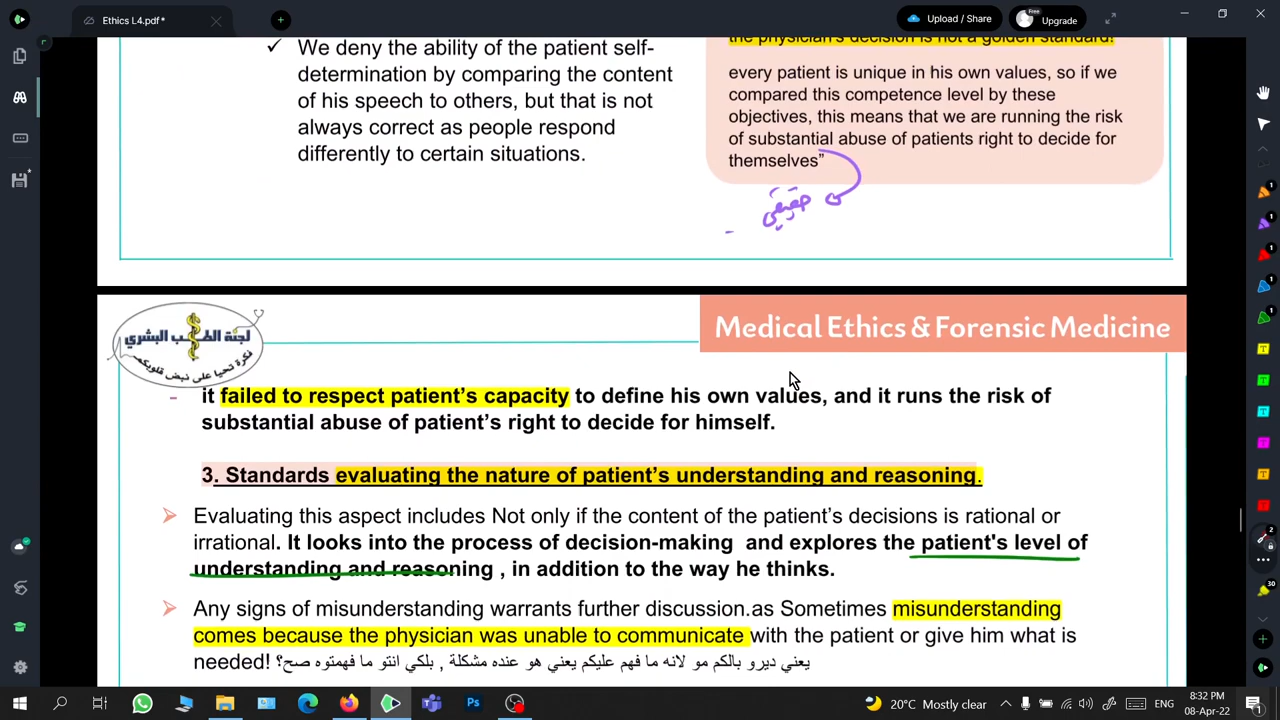 Ethics L4.pdf*
Upload / Share
Free
Upgrade
We deny the ability of the patient self-
determination by comparing the content
of his speech to others, but that is not
always correct as people respond
differently to certain situations.
the physician's decision is not a golden standard!
every patient is unique in his own values, so if we
compared this competence level by these
objectives, this means that we are running the risk
of substantial abuse of patients right to decide for
themselves”
حقيقي
لجنة الطب البشري
فكرة تحيا على نبض قلوبكم
Medical Ethics & Forensic Medicine
it failed to respect patient’s capacity to define his own values, and it runs the risk of
substantial abuse of patient’s right to decide for himself.
3. Standards evaluating the nature of patient’s understanding and reasoning.
Evaluating this aspect includes Not only if the content of the patient’s decisions is rational or
irrational. It looks into the process of decision-making and explores the patient's level of
understanding and reasoning , in addition to the way he thinks.
Any signs of misunderstanding warrants further discussion.as Sometimes misunderstanding
comes because the physician was unable to communicate with the patient or give him what is
needed! يعني ديرو بالكم مو لانه ما فهم عليكم يعني هو عنده مشكلة , بلكي انتو ما فهمتوه صح؟
20°C Mostly clear
ENG
8:32 PM
08-Apr-22